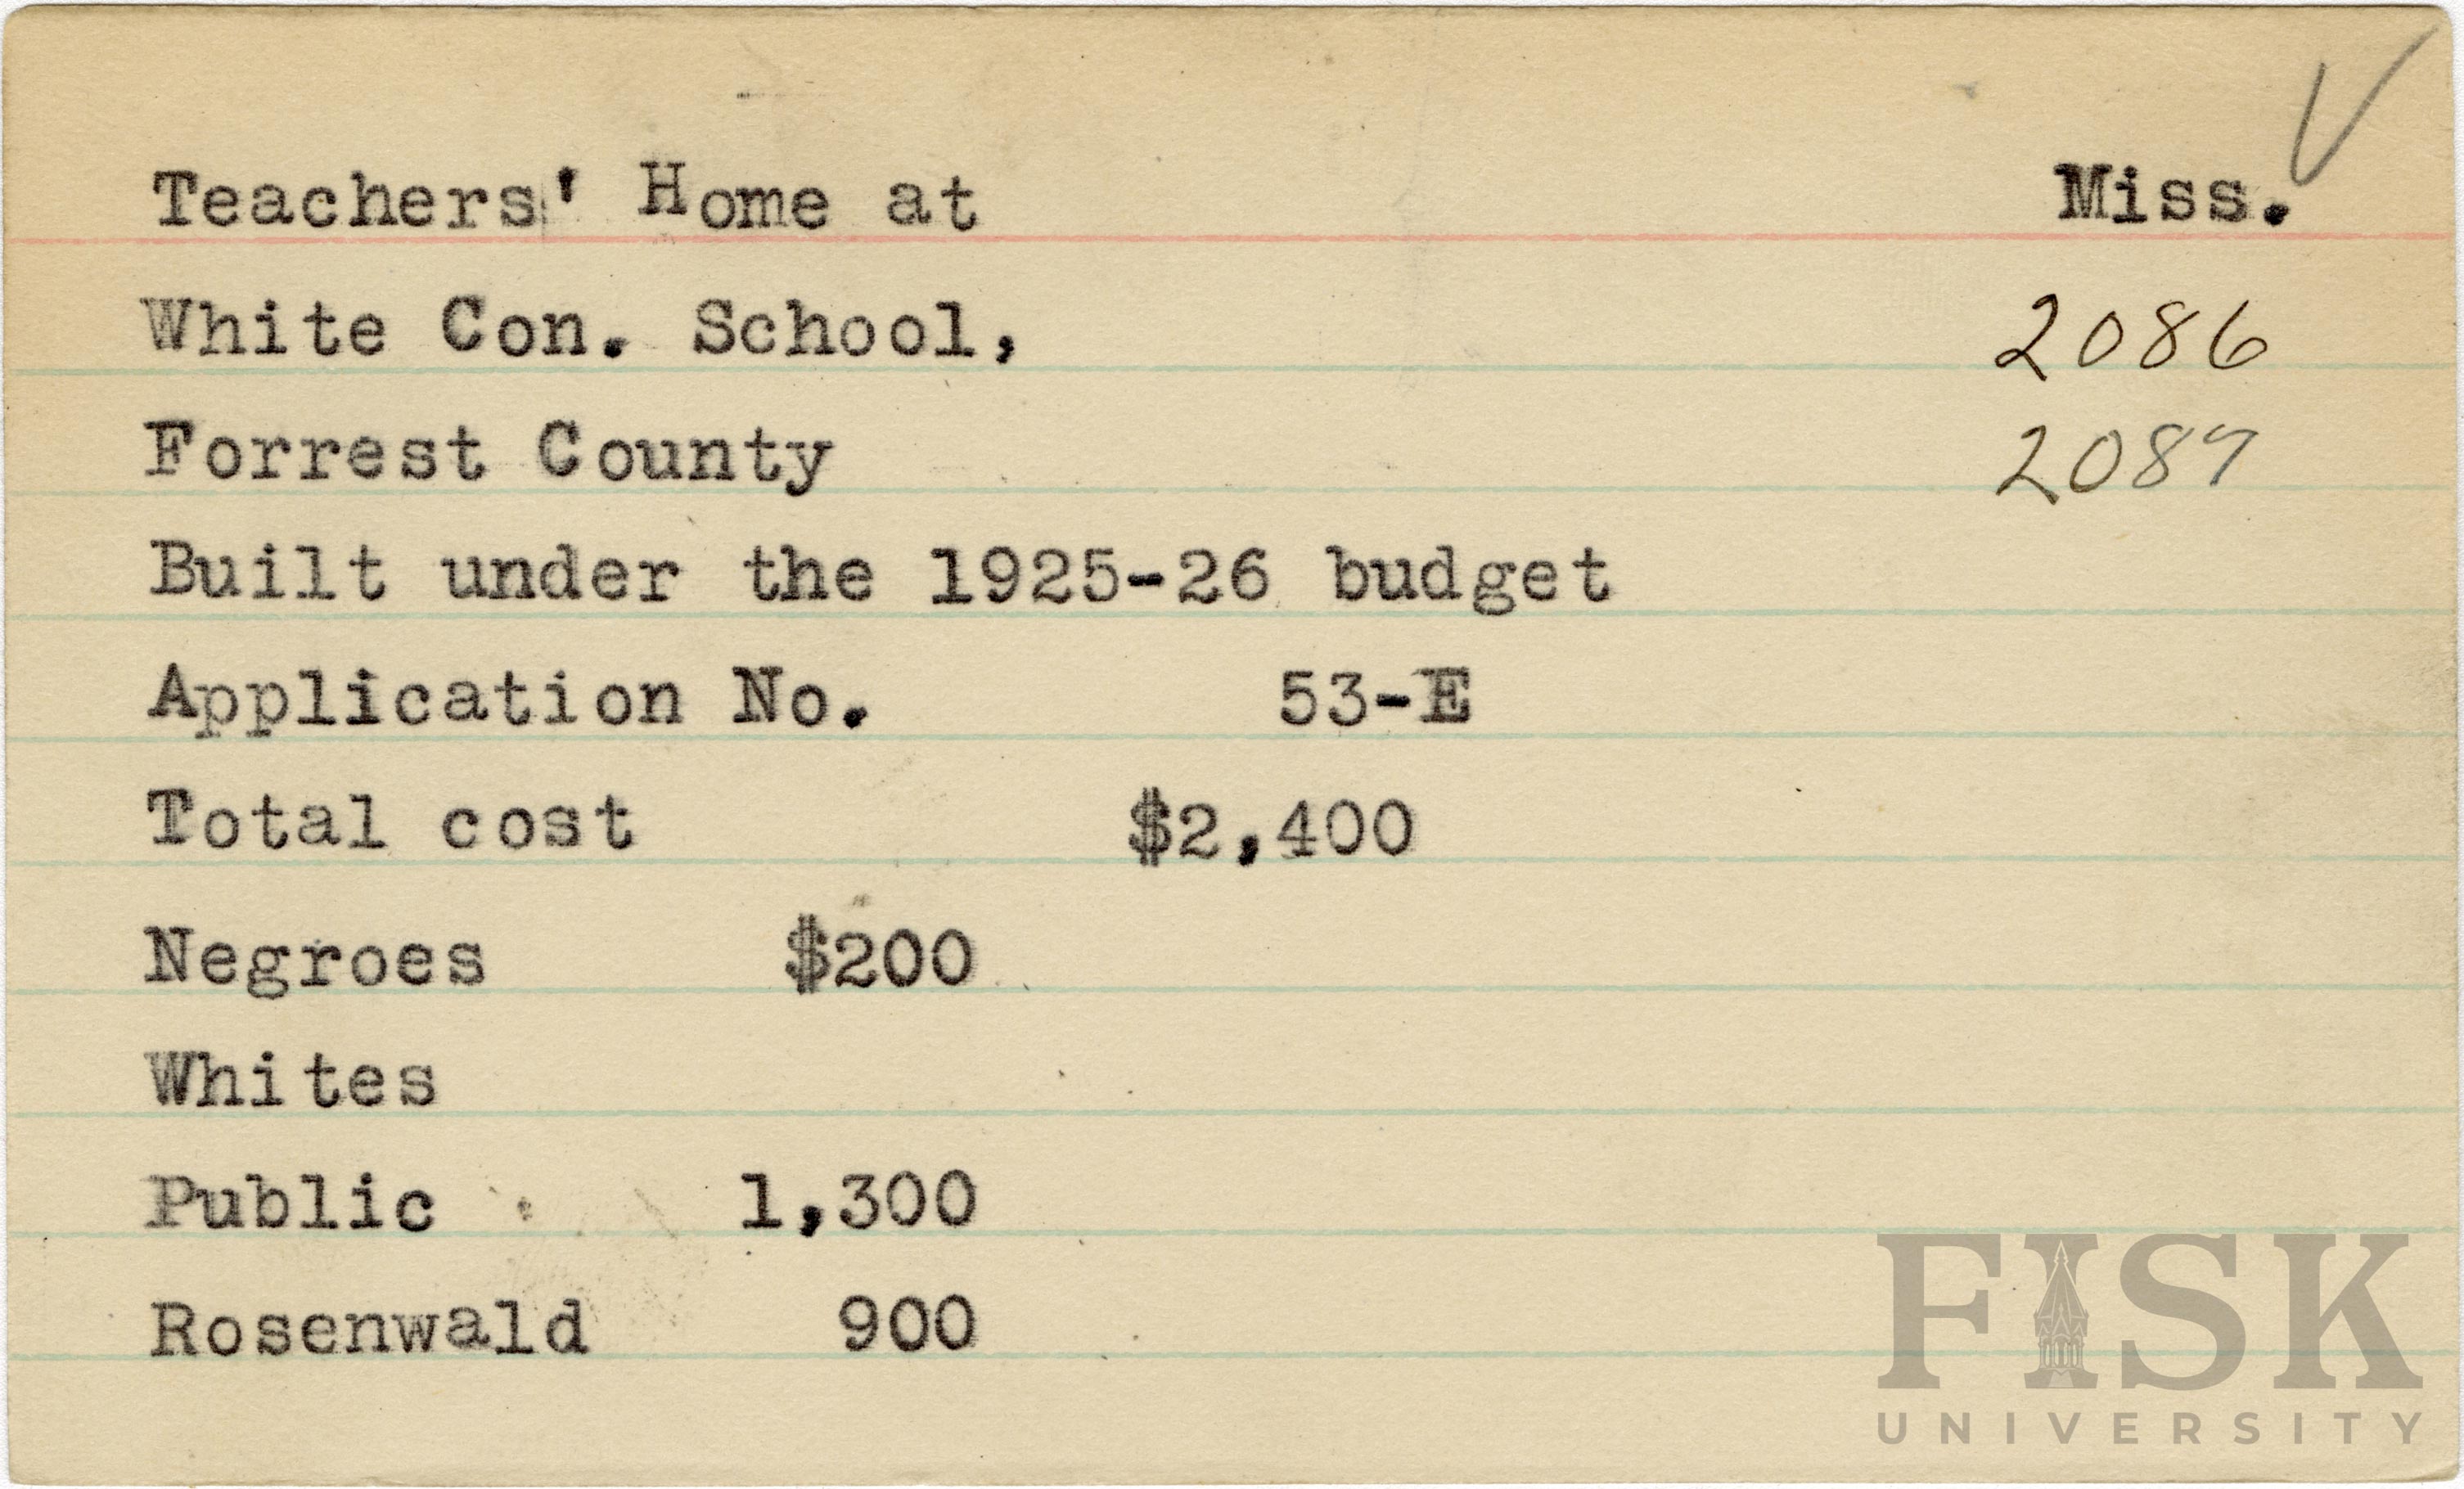 Teachers' Home at Miss.
White Con. School, 2086
Forrest County 2087
Built under the 1925-26 budget
Application No. 53-E
Total cost $2,400
Negroes $200
Whites
Public 1,300
Rosenwald 900
FISK
UNIVERSITY